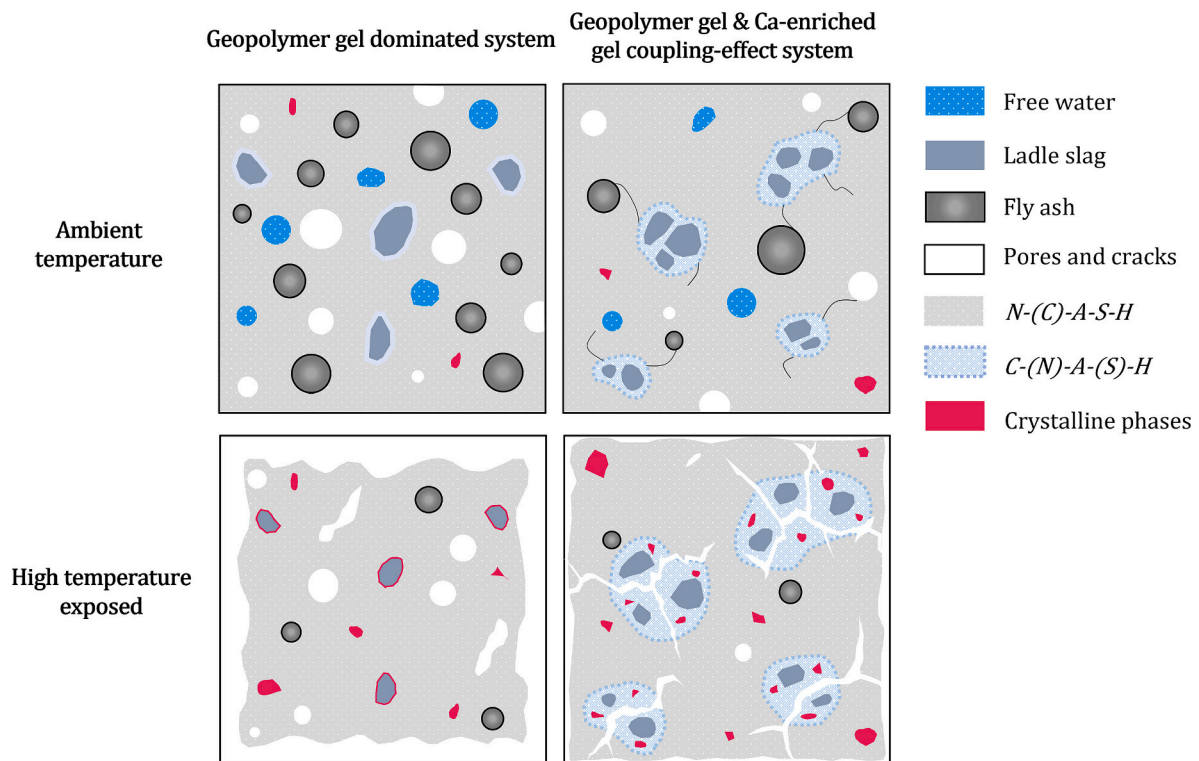 Geopolymer gel dominated system
Geopolymer gel & Ca-enriched
gel coupling-effect system
Ambient
temperature
High temperature
exposed
Free water
Ladle slag
Fly ash
Pores and cracks
N-(C)-A-S-H
C-(N)-A-(S)-H
Crystalline phases